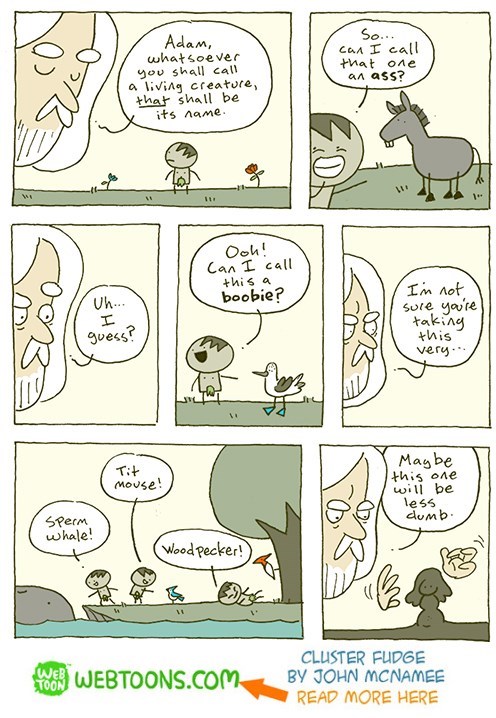 Adam,
whatsoever
you shall call
a living creature,
that shall be
its name.
So...
can I call
that one
an ass?
Uh...
I
guess?
Ooh!
Can I call
this a
boobie?
I'm not
sure you're
taking
this
very...
Sperm
whale!
Tit
mouse!
Woodpecker!
Maybe
this one
will be
less
dumb.
WEB
TOON
WEBTOONS.COM
CLUSTER FUDGE
BY JOHN MCNAMEE
READ MORE HERE